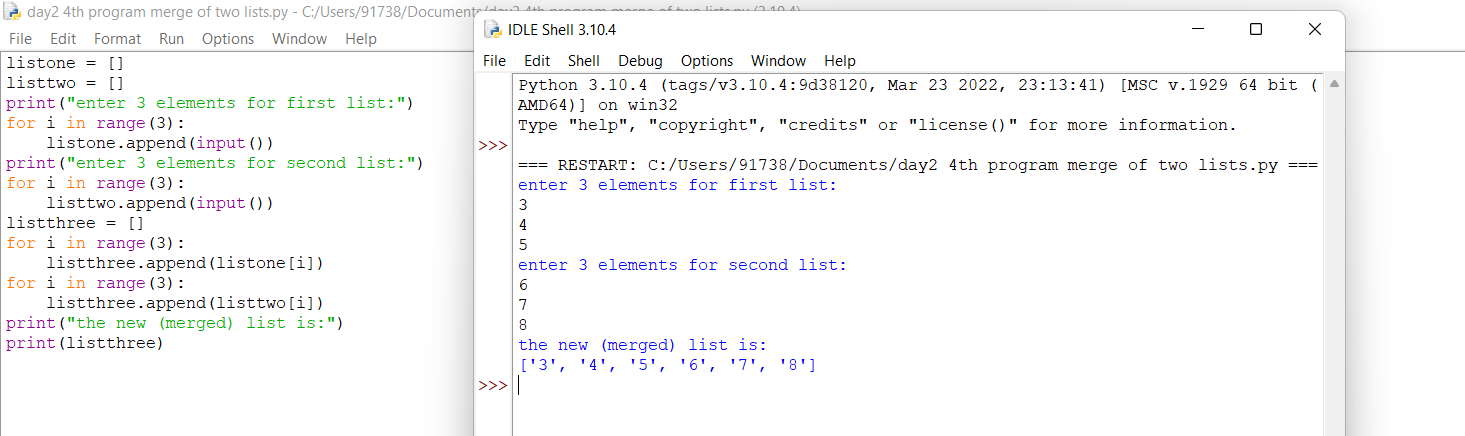 day2 4th program merge of two lists.py - C:/Users/91738/Documents/day2 4th program merge of two lists.py (3.10.4)
File Edit Format Run Options Window Help
listone = []
listtwo = []
print("enter 3 elements for first list:")
for i in range(3):
    listone.append(input())
print("enter 3 elements for second list:")
for i in range(3):
    listtwo.append(input())
listthree = []
for i in range(3):
    listthree.append(listone[i])
for i in range(3):
    listthree.append(listtwo[i])
print("the new (merged) list is:")
print(listthree)
IDLE Shell 3.10.4
File Edit Shell Debug Options Window Help
Python 3.10.4 (tags/v3.10.4:9d38120, Mar 23 2022, 23:13:41) [MSC v.1929 64 bit (
AMD64)] on win32
Type "help", "copyright", "credits" or "license()" for more information.
>>>
=== RESTART: C:/Users/91738/Documents/day2 4th program merge of two lists.py ===
enter 3 elements for first list:
3
4
5
enter 3 elements for second list:
6
7
8
the new (merged) list is:
['3', '4', '5', '6', '7', '8']
>>>